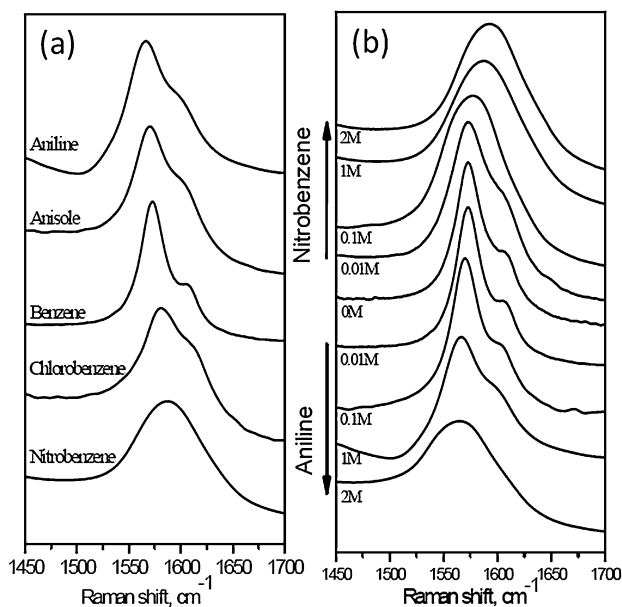 (a)
Aniline
Anisole
Benzene
Chlorobenzene
Nitrobenzene
1450 1500 1550 1600 1650 1700
Raman shift, cm-1
(b)
Nitrobenzene
Aniline
2M
1M
0.1M
0.01M
0M
0.01M
0.1M
1M
2M
1450 1500 1550 1600 1650 1700
Raman shift, cm-1